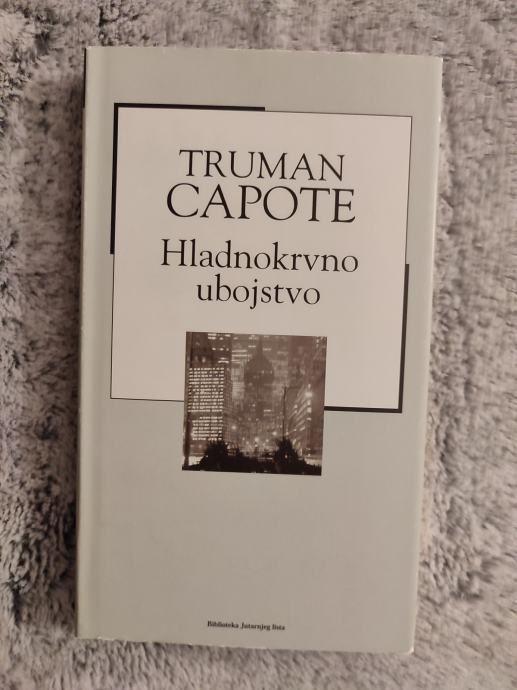 TRUMAN
CAPOTE
Hladnokrvno
ubojstvo
Biblioteka Jutarnjeg lista